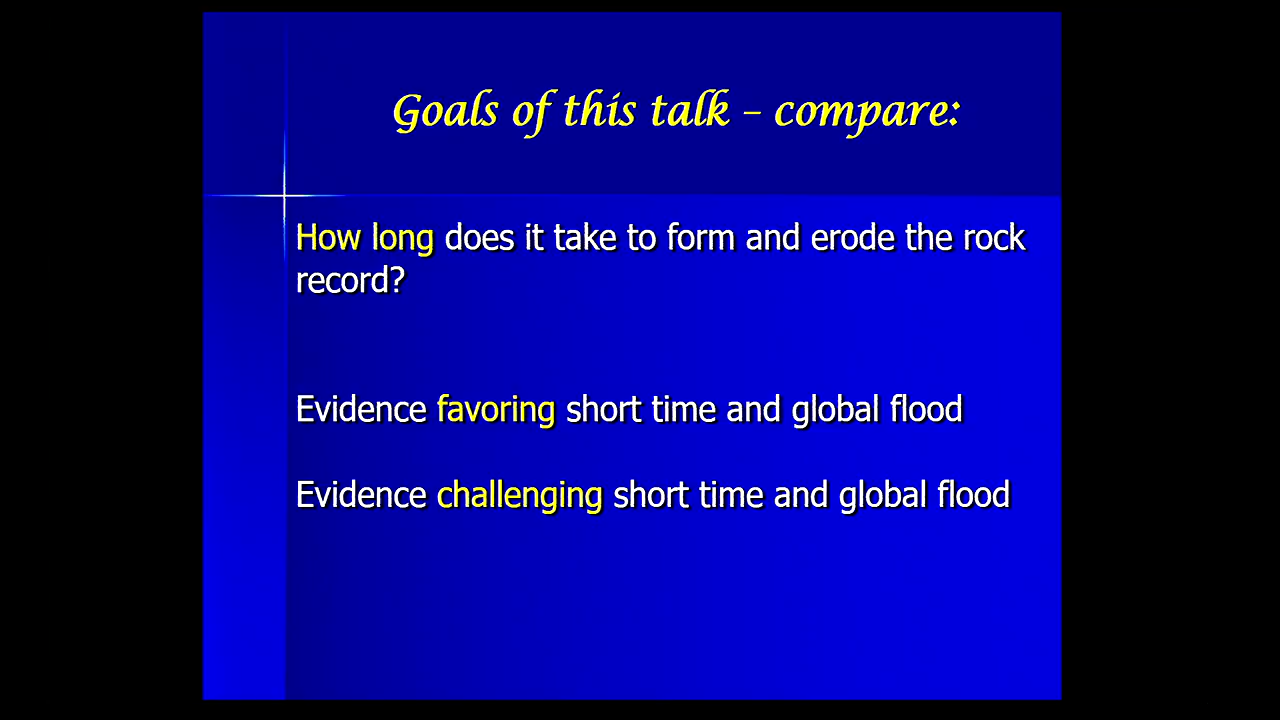 Goals of this talk – compare:
How long does it take to form and erode the rock
record?
Evidence favoring short time and global flood
Evidence challenging short time and global flood